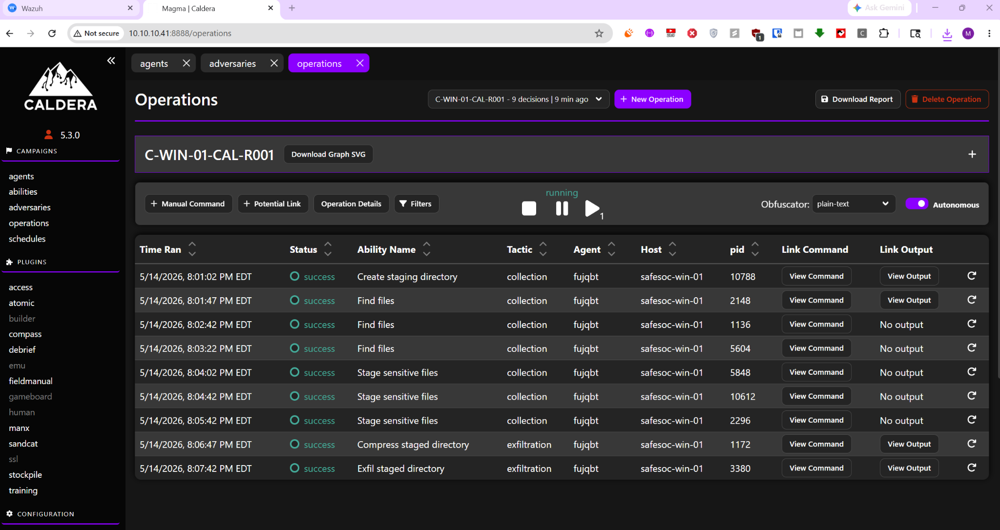 Wazuh
Magma | Caldera
Ask Gemini
Not secure
10.10.10.41:8888/operations
1
M
C
CALDERA
5.3.0
CAMPAIGNS
agents
abilities
adversaries
operations
schedules
PLUGINS
access
atomic
builder
compass
debrief
emu
fieldmanual
gameboard
human
manx
sandcat
ssl
stockpile
training
CONFIGURATION
agents
adversaries
operations
Operations
C-WIN-01-CAL-R001 - 9 decisions | 9 min ago
+ New Operation
Download Report
Delete Operation
C-WIN-01-CAL-R001
Download Graph SVG
+
+ Manual Command
+ Potential Link
Operation Details
Filters
running
1
Obfuscator: plain-text
Autonomous
Time Ran Status Ability Name Tactic Agent Host pid Link Command Link Output
5/14/2026, 8:01:02 PM EDT success Create staging directory collection fujqbt safesoc-win-01 10788 View Command View Output
5/14/2026, 8:01:47 PM EDT success Find files collection fujqbt safesoc-win-01 2148 View Command View Output
5/14/2026, 8:02:42 PM EDT success Find files collection fujqbt safesoc-win-01 1136 View Command No output
5/14/2026, 8:03:22 PM EDT success Find files collection fujqbt safesoc-win-01 5604 View Command No output
5/14/2026, 8:04:02 PM EDT success Stage sensitive files collection fujqbt safesoc-win-01 5848 View Command No output
5/14/2026, 8:04:42 PM EDT success Stage sensitive files collection fujqbt safesoc-win-01 10612 View Command No output
5/14/2026, 8:05:42 PM EDT success Stage sensitive files collection fujqbt safesoc-win-01 2296 View Command No output
5/14/2026, 8:06:47 PM EDT success Compress staged directory exfiltration fujqbt safesoc-win-01 1172 View Command View Output
5/14/2026, 8:07:42 PM EDT success Exfil staged directory exfiltration fujqbt safesoc-win-01 3380 View Command View Output